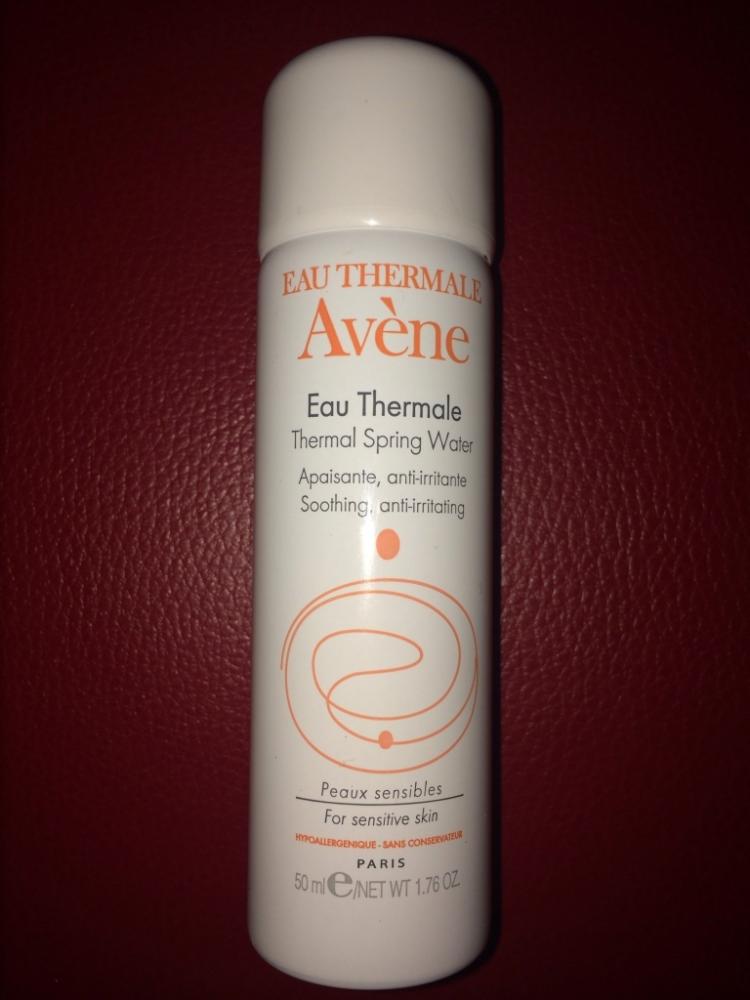 EAU THERMALE
Avène
Eau Thermale
Thermal Spring Water
Apaisante, anti-irritante
Soothing, anti-irritating
Peaux sensibles
For sensitive skin
HYPOALLERGENIQUE - SANS CONSERVATEUR
PARIS
50 ml e/NET WT 1.76 OZ.